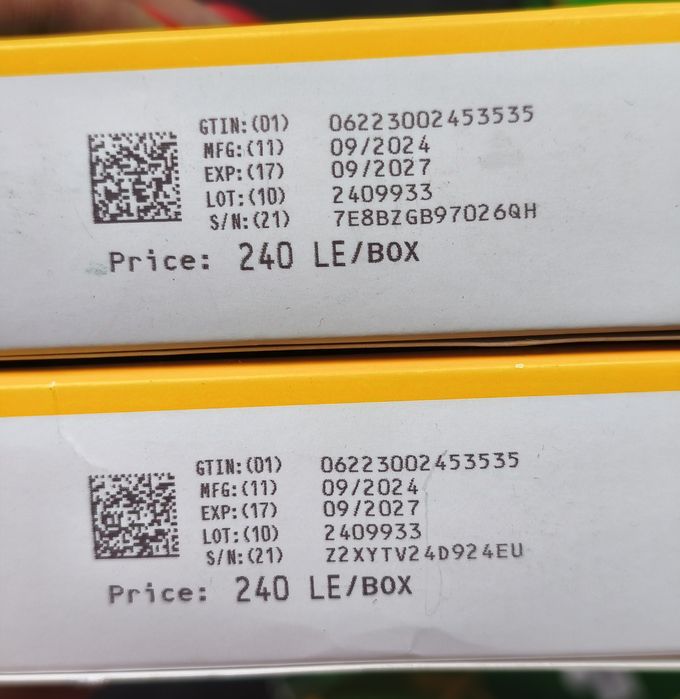 GTIN:(01) 06223002453535
MFG:(11) 09/2024
EXP:(17) 09/2027
LOT:(10) 2409933
S/N:(21) 7E8BZGB97026QH
Price: 240 LE/BOX
GTIN:(01) 06223002453535
MFG:(11) 09/2024
EXP:(17) 09/2027
LOT:(10) 2409933
S/N:(21) Z2XYTV24D924EU
Price: 240 LE/BOX